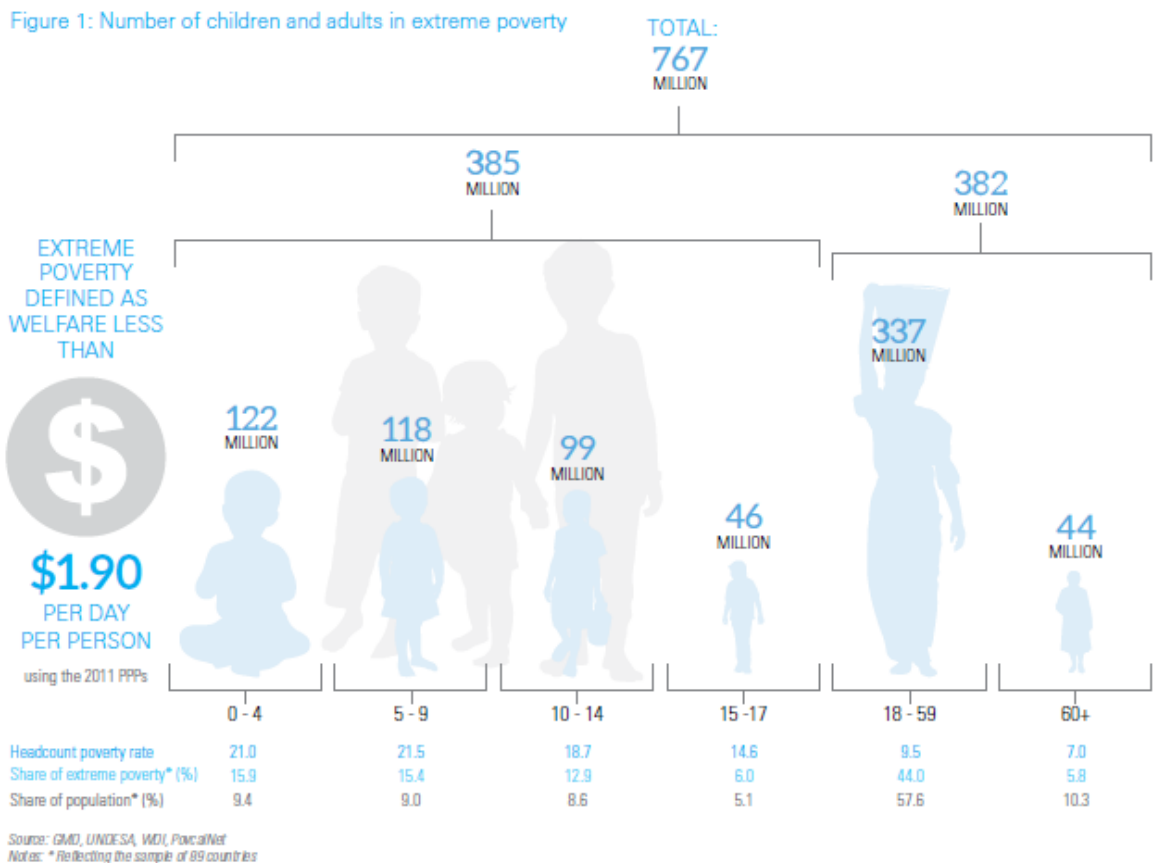 Figure 1: Number of children and adults in extreme poverty
TOTAL:
767
MILLION
385
MILLION
382
MILLION
EXTREME
POVERTY
DEFINED AS
WELFARE LESS
THAN
$
$1.90
PER DAY
PER PERSON
using the 2011 PPPs
122
MILLION
118
MILLION
99
MILLION
46
MILLION
337
MILLION
44
MILLION
0 - 4 5 - 9 10 - 14 15 -17 18 - 59 60+
Headcount poverty rate 21.0 21.5 18.7 14.6 9.5 7.0
Share of extreme poverty* (%) 15.9 15.4 12.9 6.0 44.0 5.8
Share of population* (%) 9.4 9.0 8.6 5.1 57.6 10.3
Source: GMD, UNDESA, WDI, PovcalNet
Notes: * Reflecting the sample of 89 countries